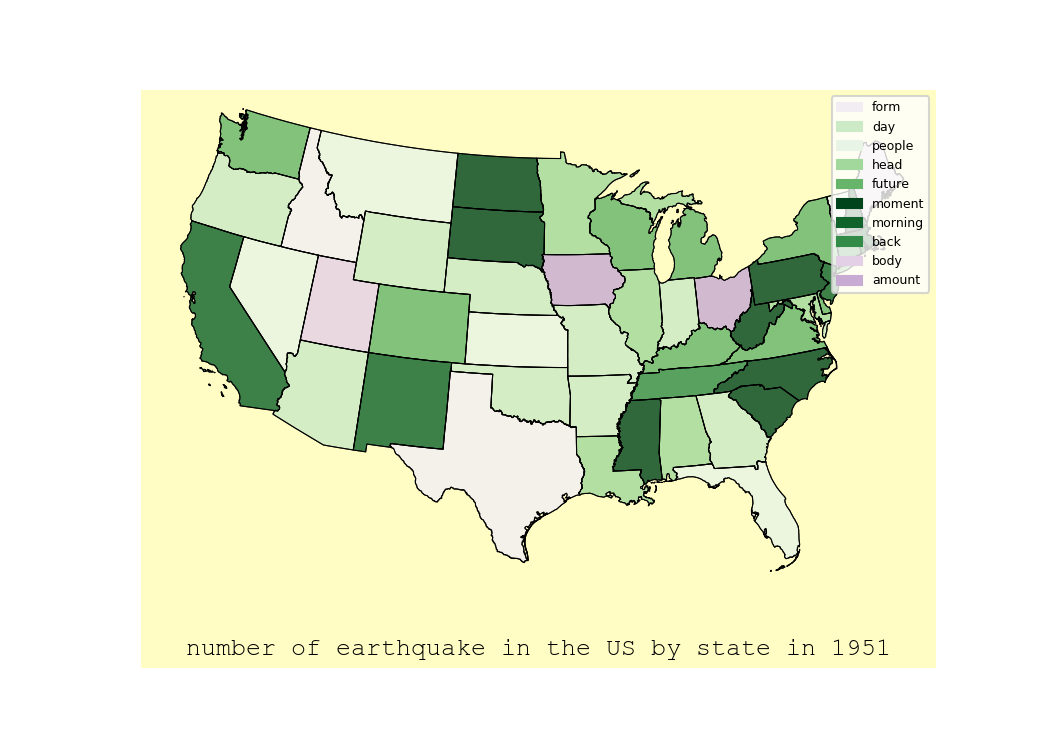 form
day
people
head
future
moment
morning
back
body
amount
number of earthquake in the US by state in 1951